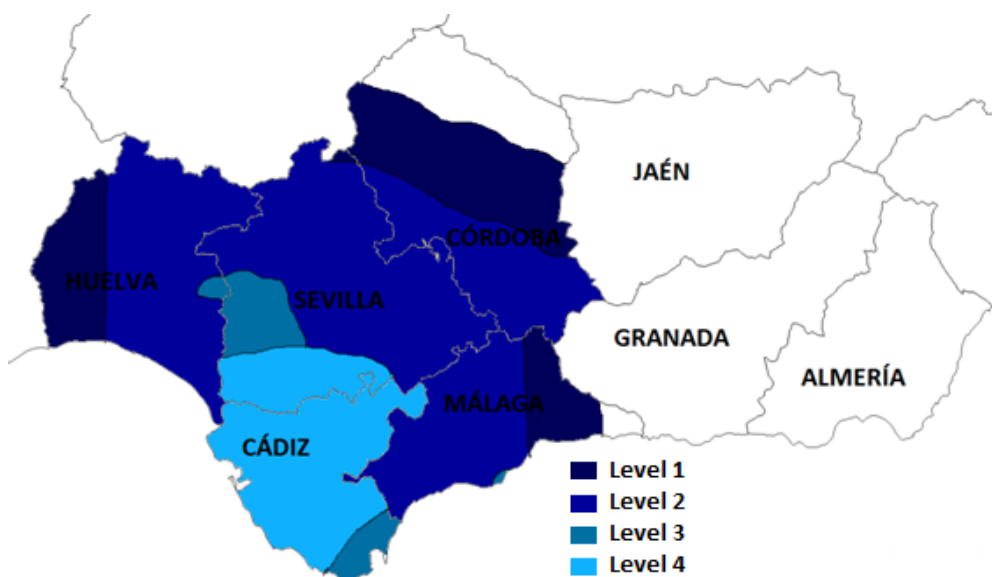 JAÉN
CÓRDOBA
HUELVA
SEVILLA
GRANADA
ALMERÍA
MÁLAGA
CÁDIZ
Level 1
Level 2
Level 3
Level 4